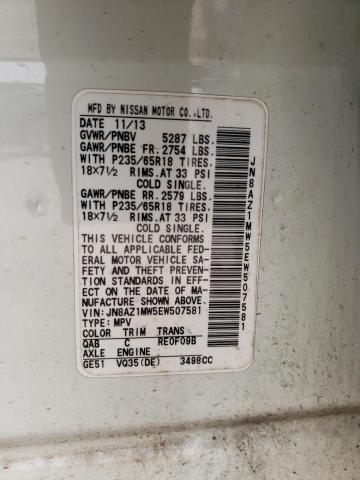 MFD BY NISSAN MOTOR CO.,LTD.
DATE 11/13
GVWR/PNBV 5287 LBS.
GAWR/PNBE FR. 2754 LBS.
WITH P235/65R18 TIRES.
18X7½ RIMS.AT 33 PSI
COLD SINGLE.
GAWR/PNBE RR. 2579 LBS.
WITH P235/65R18 TIRES.
18X7½ RIMS.AT 33 PSI
COLD SINGLE.
THIS VEHICLE CONFORMS
TO ALL APPLICABLE FED-
ERAL MOTOR VEHICLE SAF-
ETY AND THEFT PREVENTION
STANDARDS IN EFF-
ECT ON THE DATE OF MA-
NUFACTURE SHOWN ABOVE.
VIN:JN8AZ1MW5EW507581
TYPE:MPV
COLOR TRIM TRANS
QAB C RE0F09B
AXLE ENGINE
GE51 VQ35(DE) 3498CC
JN8AZ1MW5EW507581